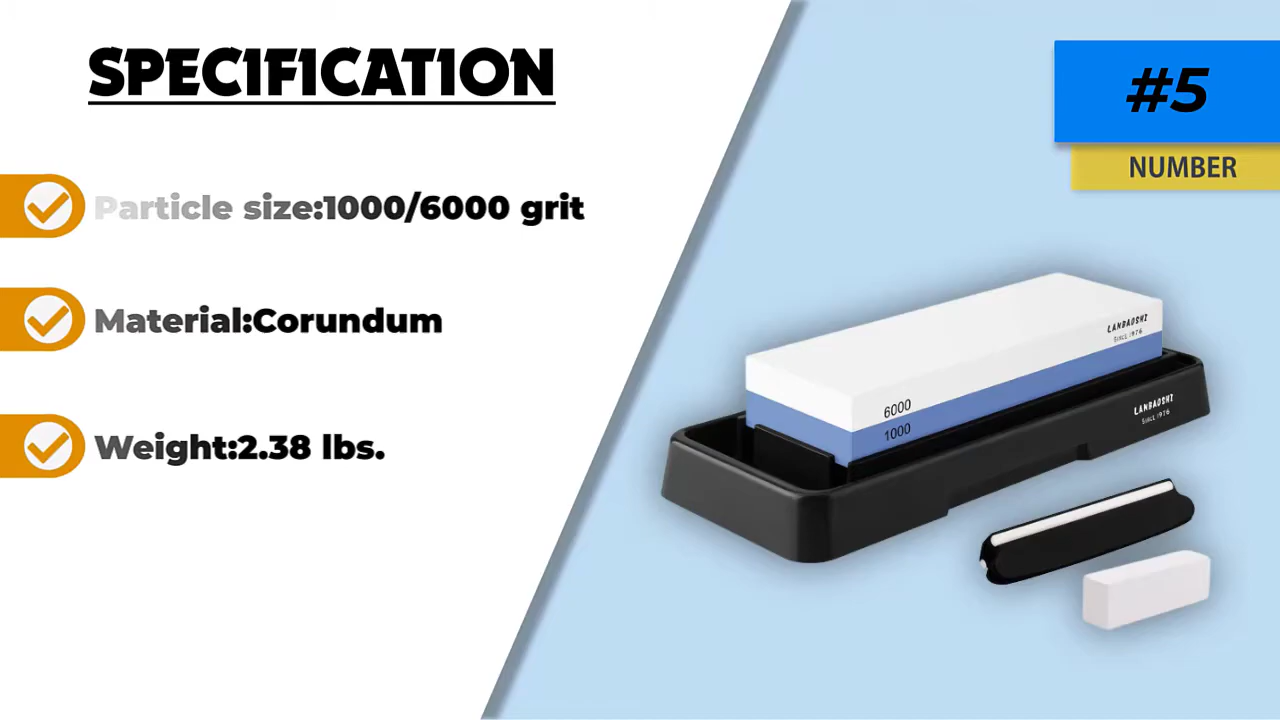 SPECIFICATION
#5
NUMBER
Particle size:1000/6000 grit
Material:Corundum
Weight:2.38 lbs.
LANBAOSHI
SINCE 1976
6000
1000
LANBAOSHI
SINCE 1976